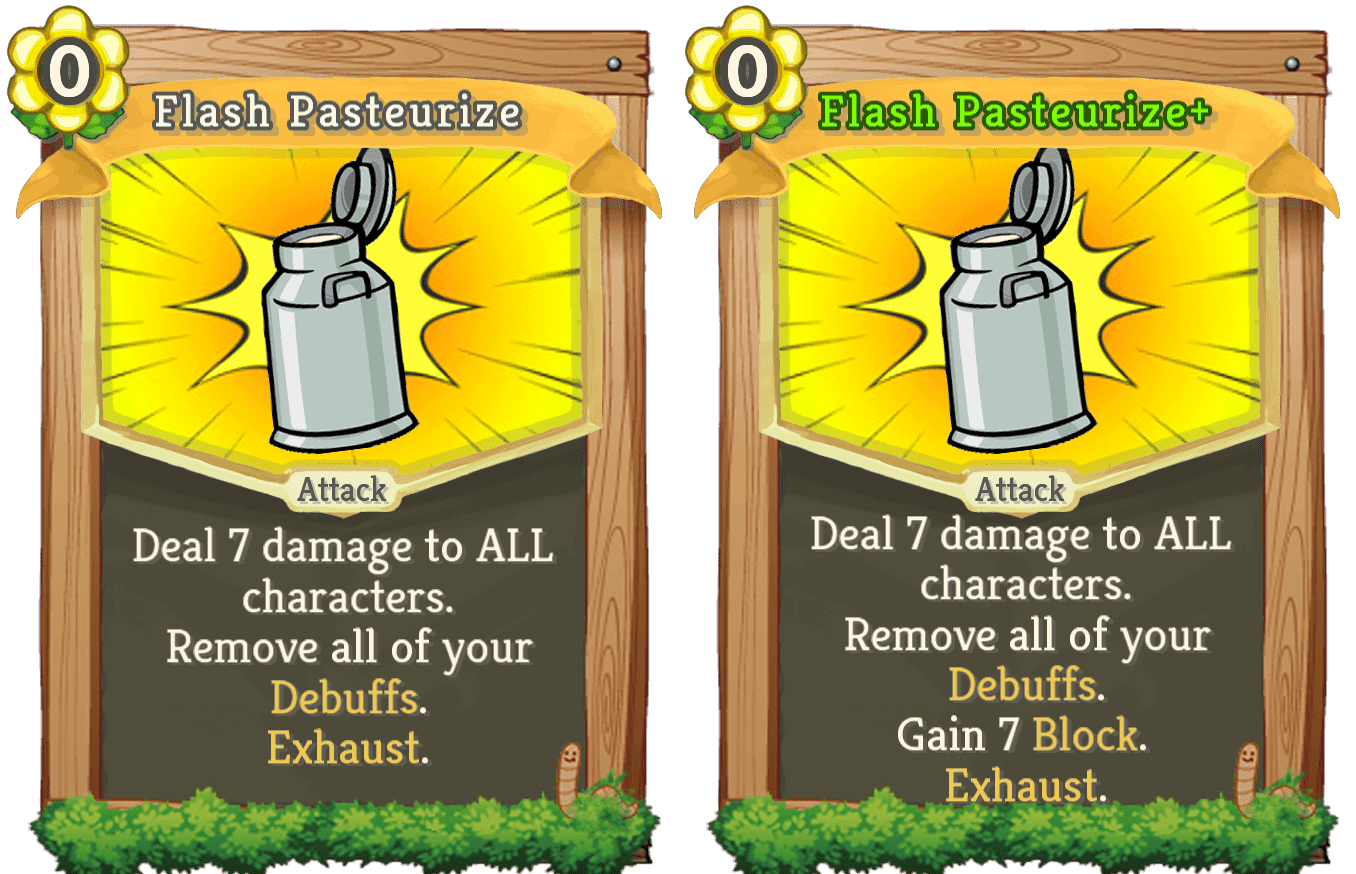 0
Flash Pasteurize
Attack
Deal 7 damage to ALL
characters.
Remove all of your
Debuffs.
Exhaust.
0
Flash Pasteurize+
Attack
Deal 7 damage to ALL
characters.
Remove all of your
Debuffs.
Gain 7 Block.
Exhaust.